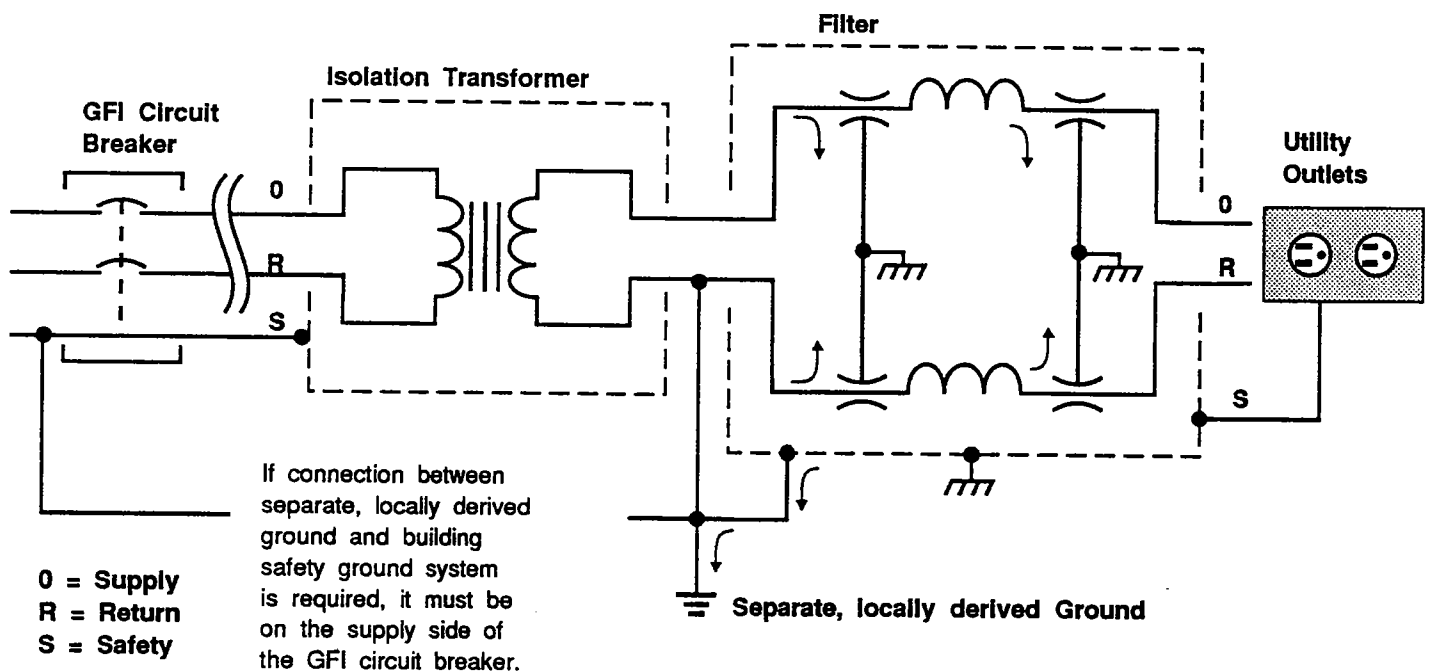 Filter
Isolation Transformer
GFI Circuit
Breaker
Utility
Outlets
0
R
S
0
R
S
If connection between
separate, locally derived
ground and building
safety ground system
is required, it must be
on the supply side of
the GFI circuit breaker.
0 = Supply
R = Return
S = Safety
Separate, locally derived Ground